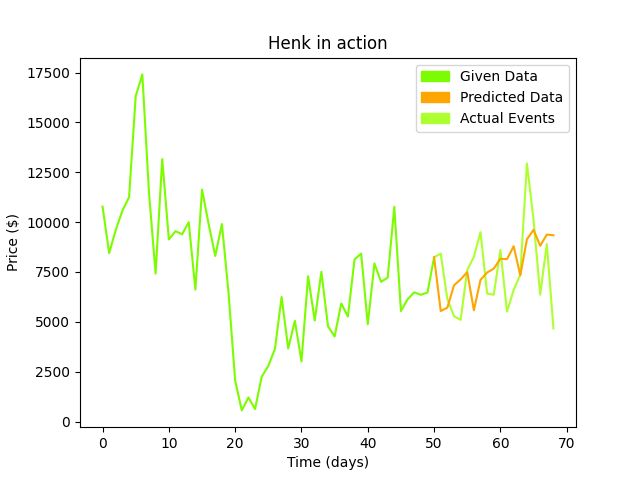 Henk in action
Given Data
Predicted Data
Actual Events
17500
15000
12500
10000
7500
5000
2500
0
Price ($)
0 10 20 30 40 50 60 70
Time (days)